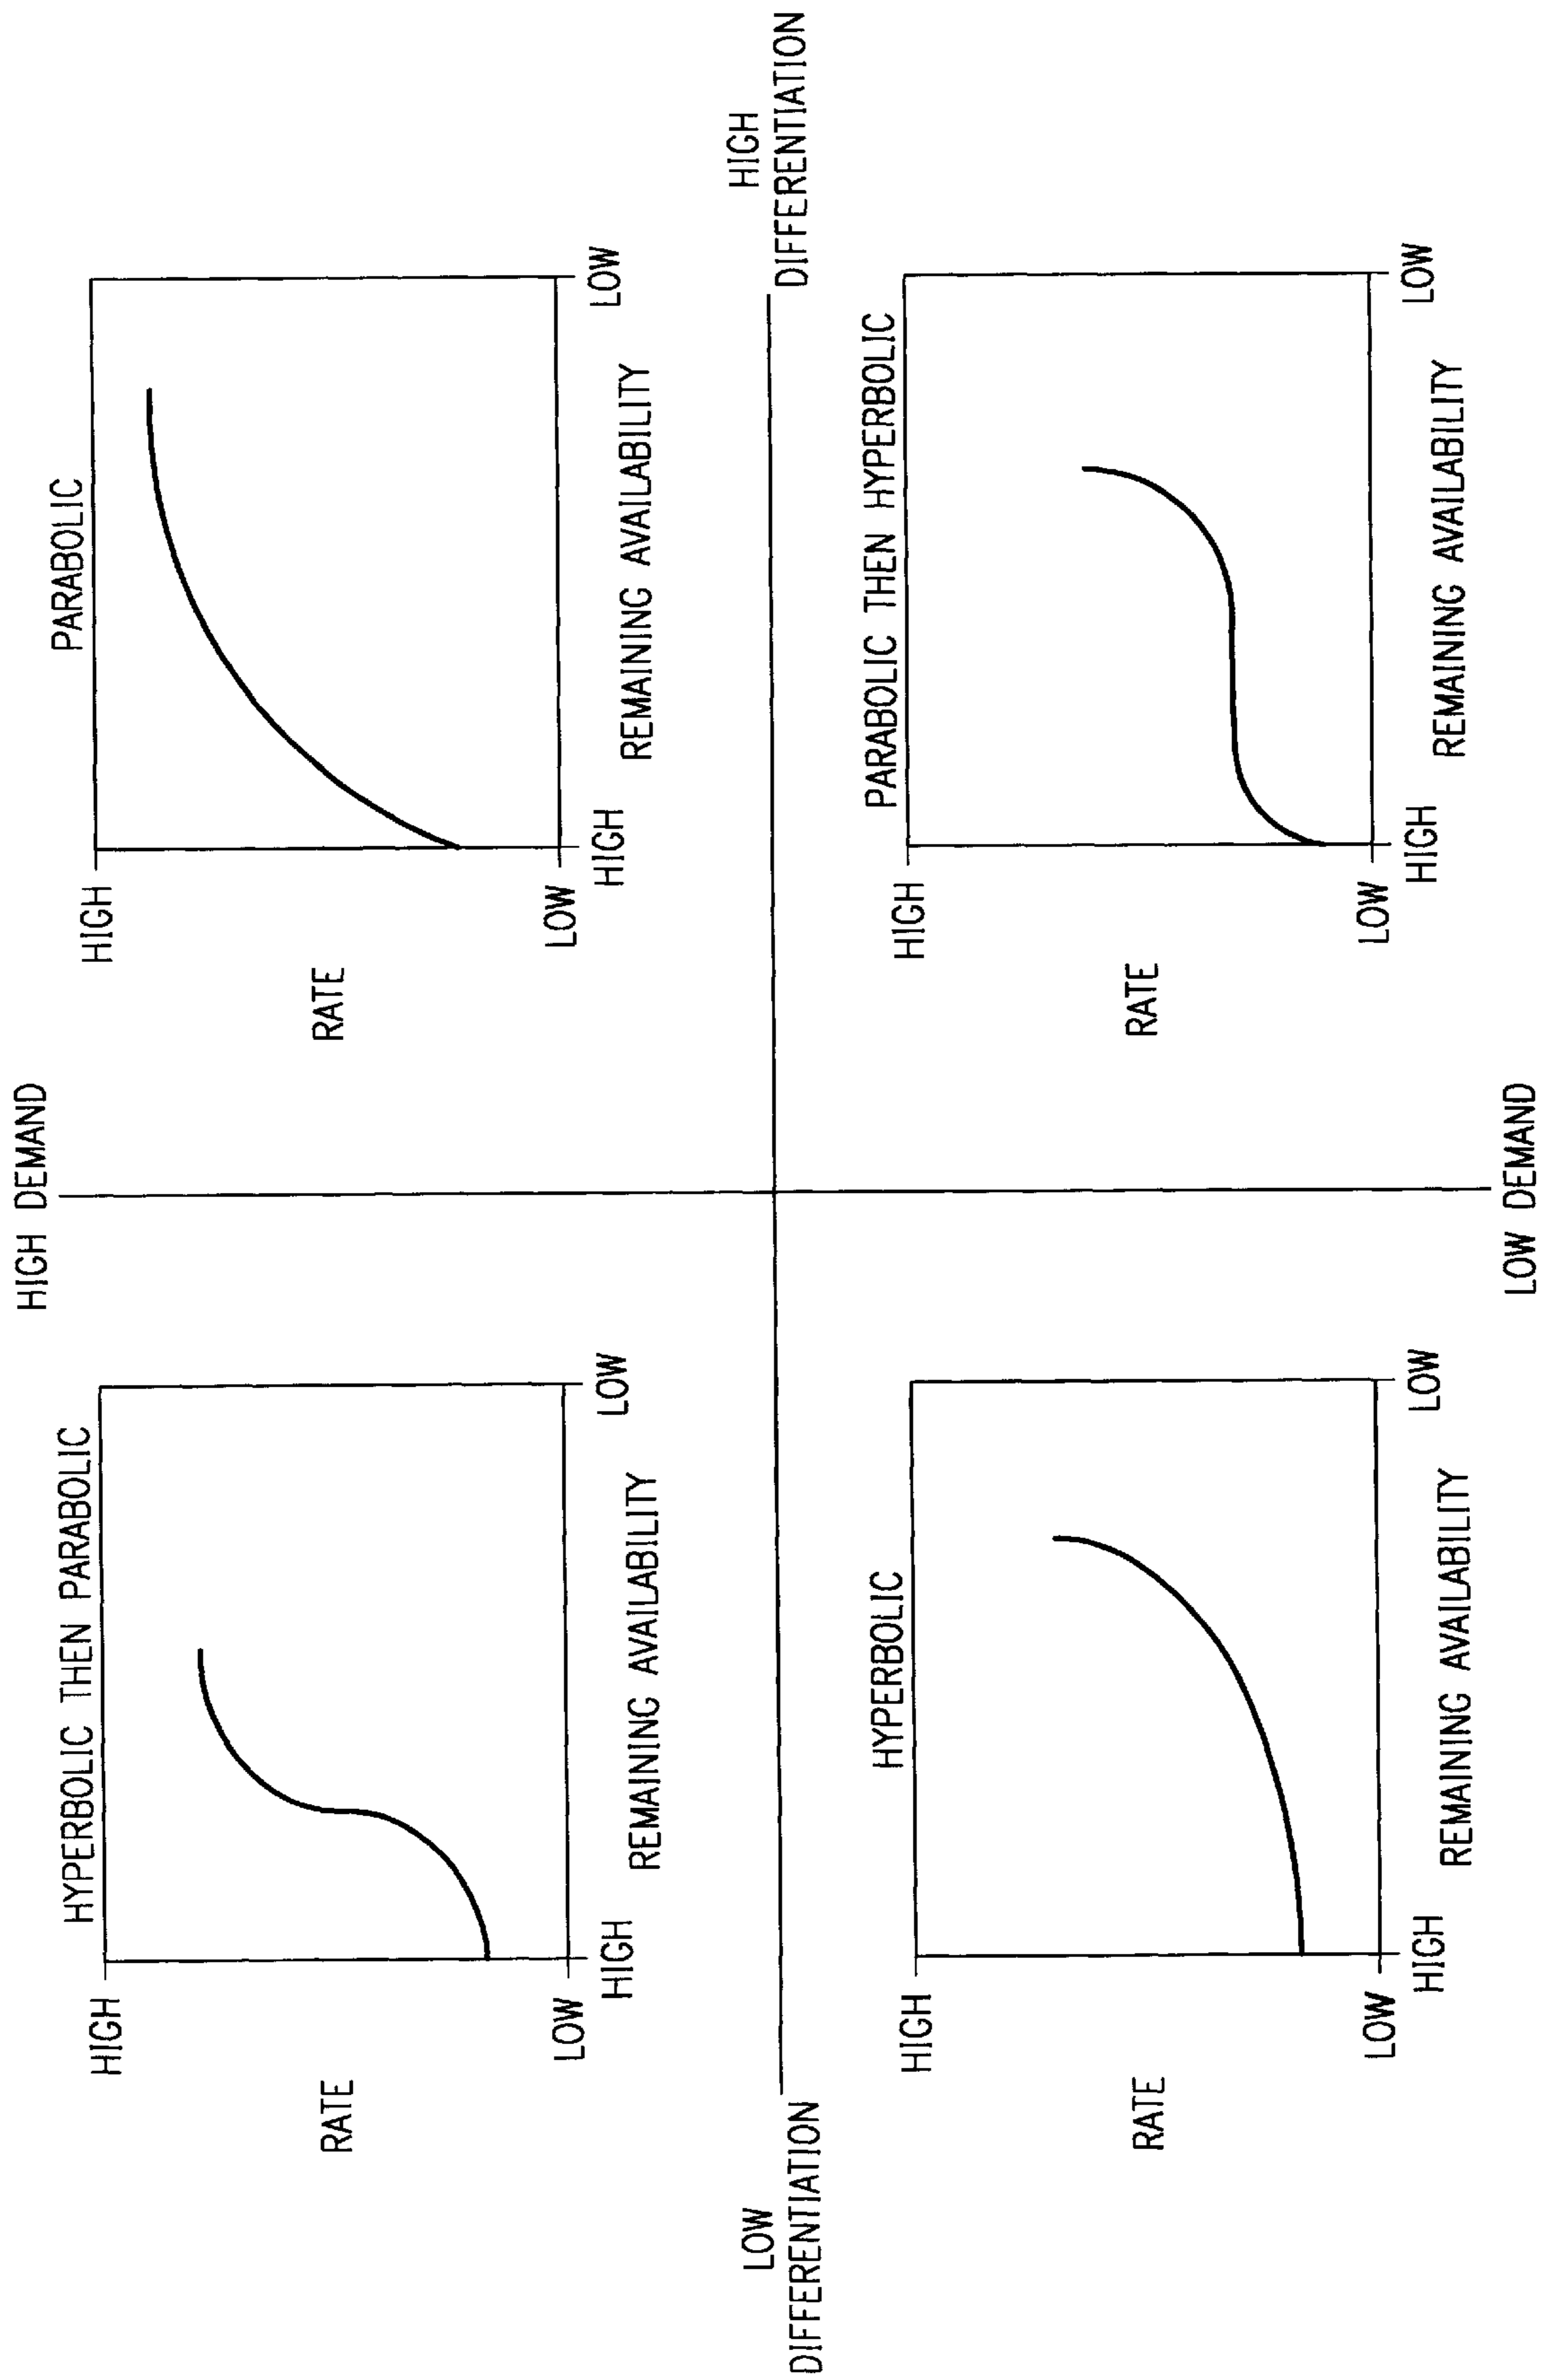 HIGH DEMAND
HYPERBOLIC THEN PARABOLIC
HIGH
RATE
LOW
HIGH
LOW
REMAINING AVAILABILITY
PARABOLIC
HIGH
RATE
LOW
HIGH
LOW
REMAINING AVAILABILITY
LOW
DIFFERENTIATION
HIGH
DIFFERENTIATION
HYPERBOLIC
HIGH
RATE
LOW
HIGH
LOW
REMAINING AVAILABILITY
PARABOLIC THEN HYPERBOLIC
HIGH
RATE
LOW
HIGH
LOW
REMAINING AVAILABILITY
LOW DEMAND